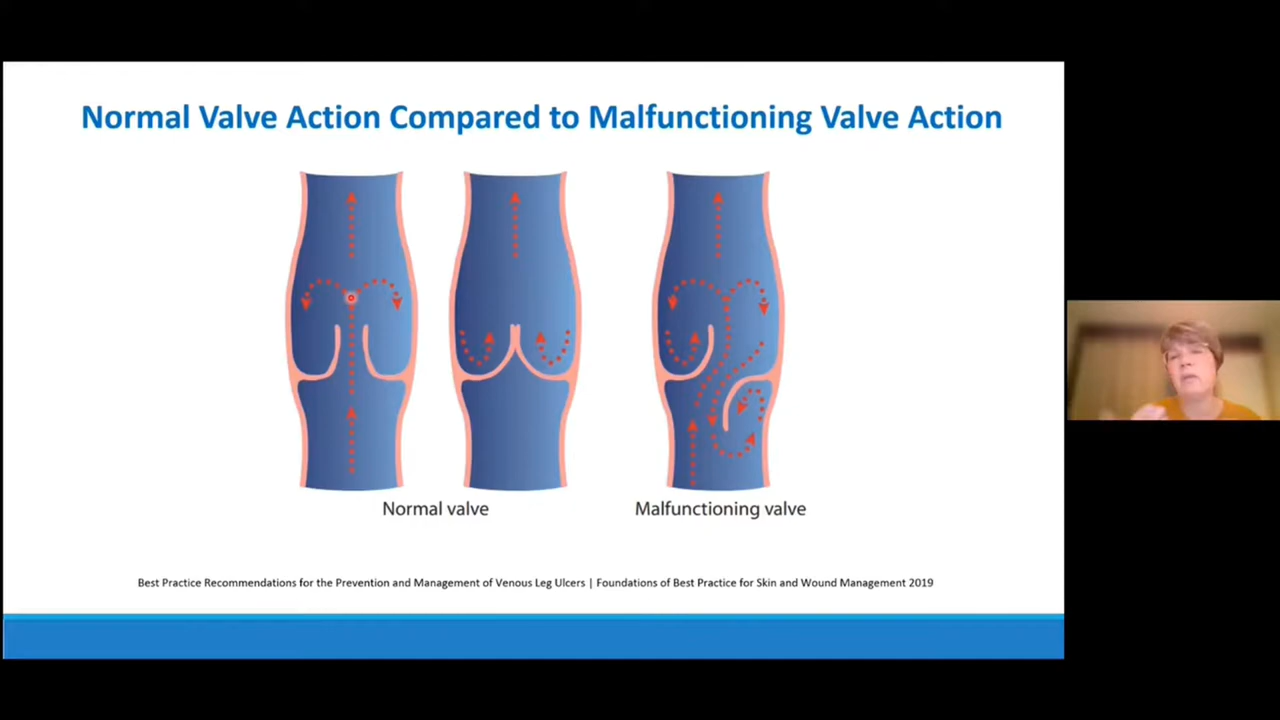 Normal Valve Action Compared to Malfunctioning Valve Action
Normal valve
Malfunctioning valve
Best Practice Recommendations for the Prevention and Management of Venous Leg Ulcers | Foundations of Best Practice for Skin and Wound Management 2019